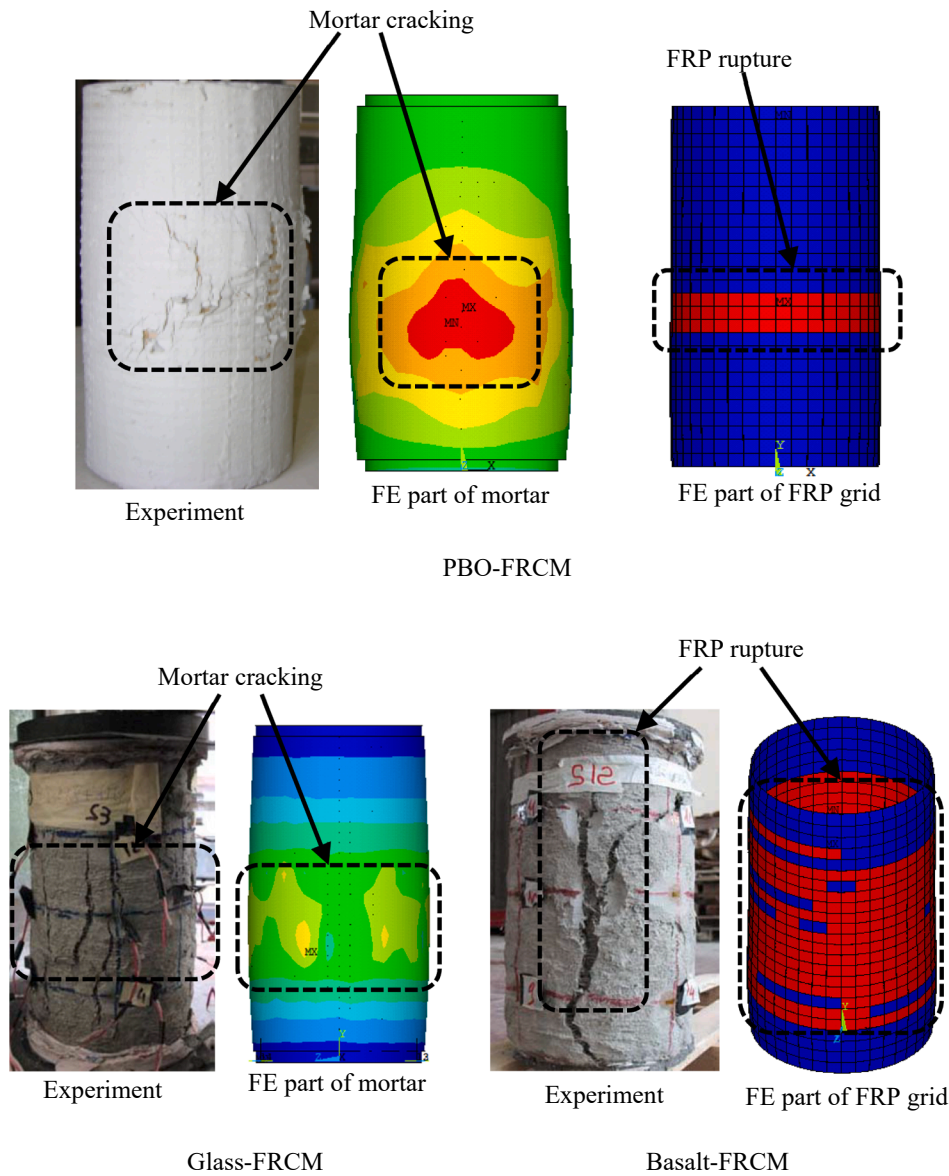 Mortar cracking
FRP rupture
MN
MX
MN
MX
Y
Z
X
Y
Z
X
Experiment
FE part of mortar
FE part of FRP grid
PBO-FRCM
Mortar cracking
FRP rupture
S3
S12
MX
MN
Y
Z
Y
Z
Experiment
FE part of mortar
Experiment
FE part of FRP grid
Glass-FRCM
Basalt-FRCM